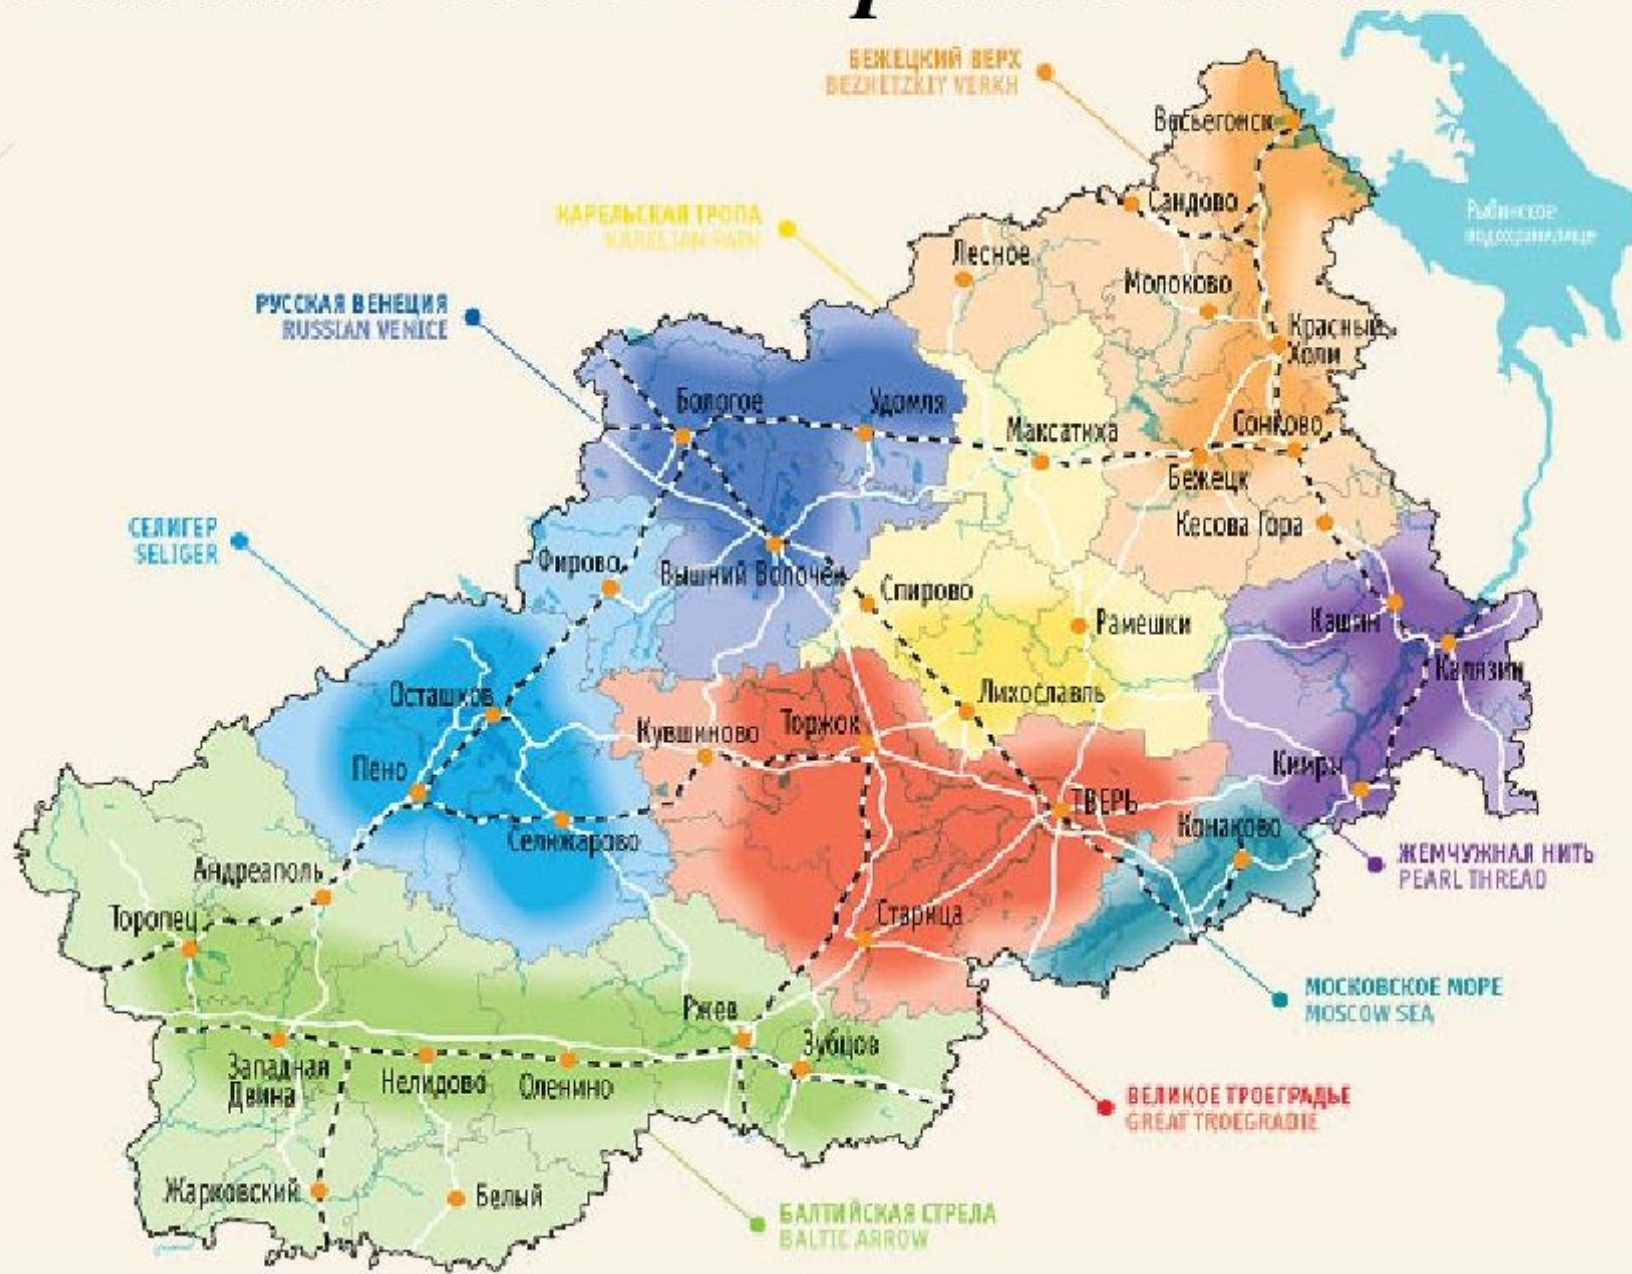 БЕЖЕЦКИЙ ВЕРХ
BEZHETZKIY VERKH
Весьегонск
Сандово
Рыбинское
водохранилище
КАРЕЛЬСКАЯ ТРОПА
KARELIAN PATH
Лесное
Молоково
РУССКАЯ ВЕНЕЦИЯ
RUSSIAN VENICE
Красный
Холм
Бологое
Удомля
Максатиха
Сонково
Бежецк
СЕЛИГЕР
SELIGER
Кесова Гора
Фирово
Вышний Волочек
Спирово
Рамешки
Кашин
Калязин
Осташков
Лихославль
Кувшиново
Торжок
Пено
Кимры
ТВЕРЬ
Селижарово
Конаково
ЖЕМЧУЖНАЯ НИТЬ
PEARL THREAD
Андреаполь
Торопец
Старица
МОСКОВСКОЕ МОРЕ
MOSCOW SEA
Ржев
Зубцов
Западная
Двина
Нелидово
Оленино
ВЕЛИКОЕ ТРОЕГРАДЬЕ
GREAT TROEGRADIE
Жарковский
Белый
БАЛТИЙСКАЯ СТРЕЛА
BALTIC ARROW